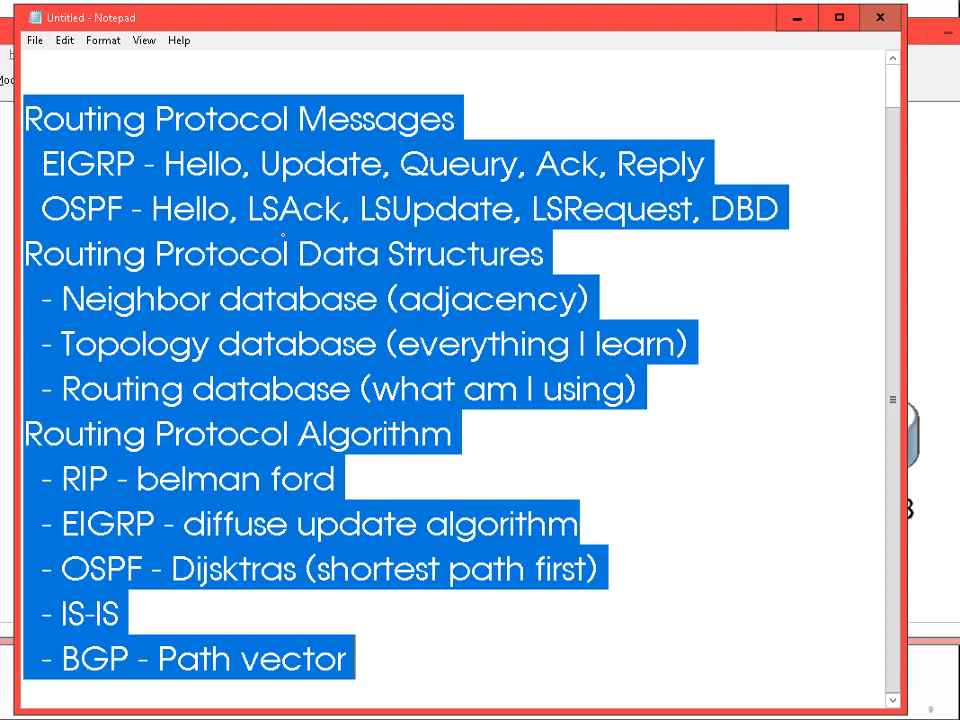 Untitled - Notepad
File Edit Format View Help
Routing Protocol Messages
EIGRP - Hello, Update, Queury, Ack, Reply
OSPF - Hello, LSAck, LSUpdate, LSRequest, DBD
Routing Protocol Data Structures
- Neighbor database (adjacency)
- Topology database (everything I learn)
- Routing database (what am I using)
Routing Protocol Algorithm
- RIP - belman ford
- EIGRP - diffuse update algorithm
- OSPF - Dijsktras (shortest path first)
- IS-IS
- BGP - Path vector